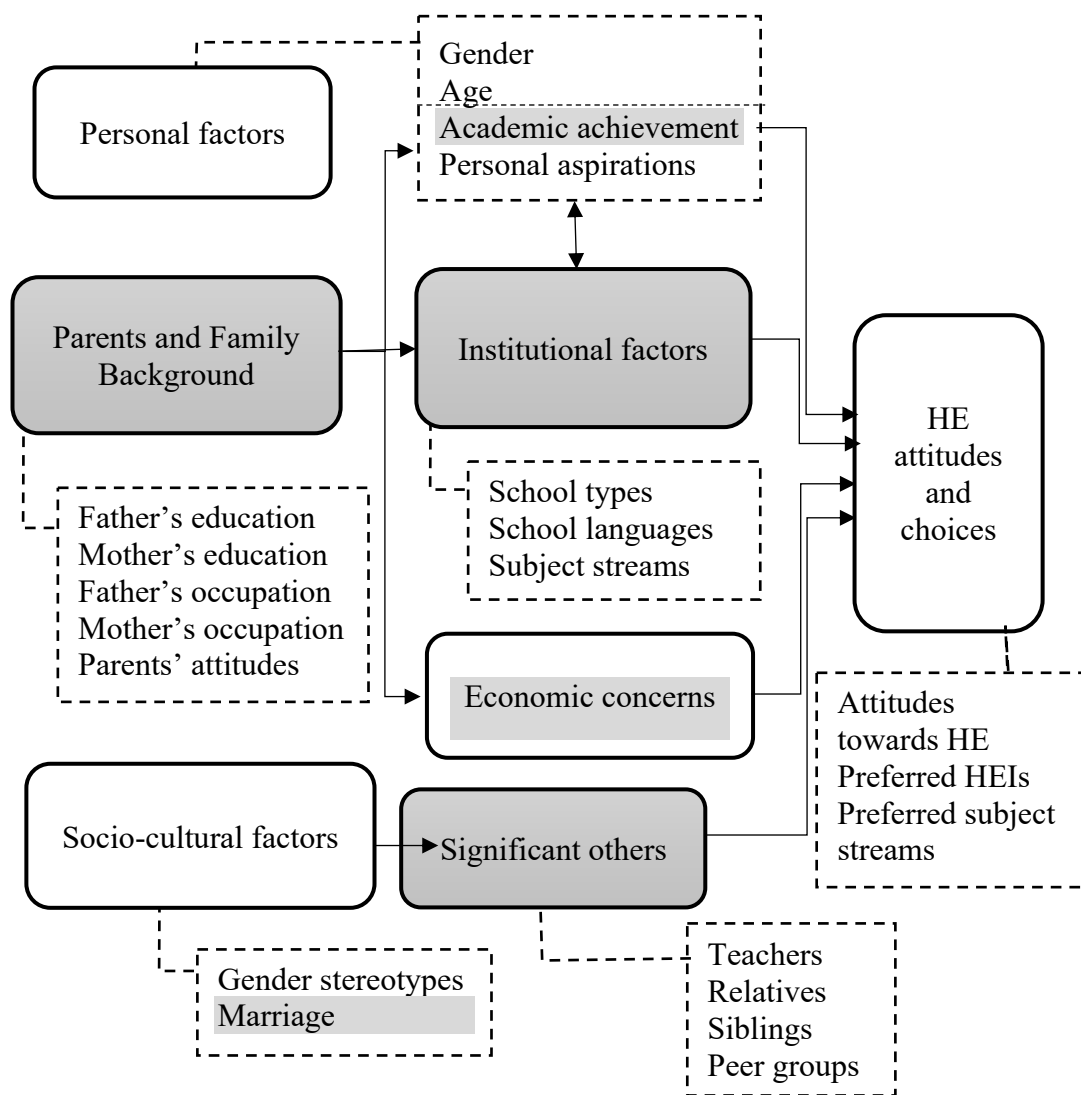 Gender
Age
Academic achievement
Personal aspirations
Personal factors
Parents and Family
Background
Institutional factors
HE
attitudes
and
choices
Father’s education
Mother’s education
Father’s occupation
Mother’s occupation
Parents’ attitudes
School types
School languages
Subject streams
Economic concerns
Attitudes
towards HE
Preferred HEIs
Preferred subject
streams
Socio-cultural factors
Significant others
Gender stereotypes
Marriage
Teachers
Relatives
Siblings
Peer groups